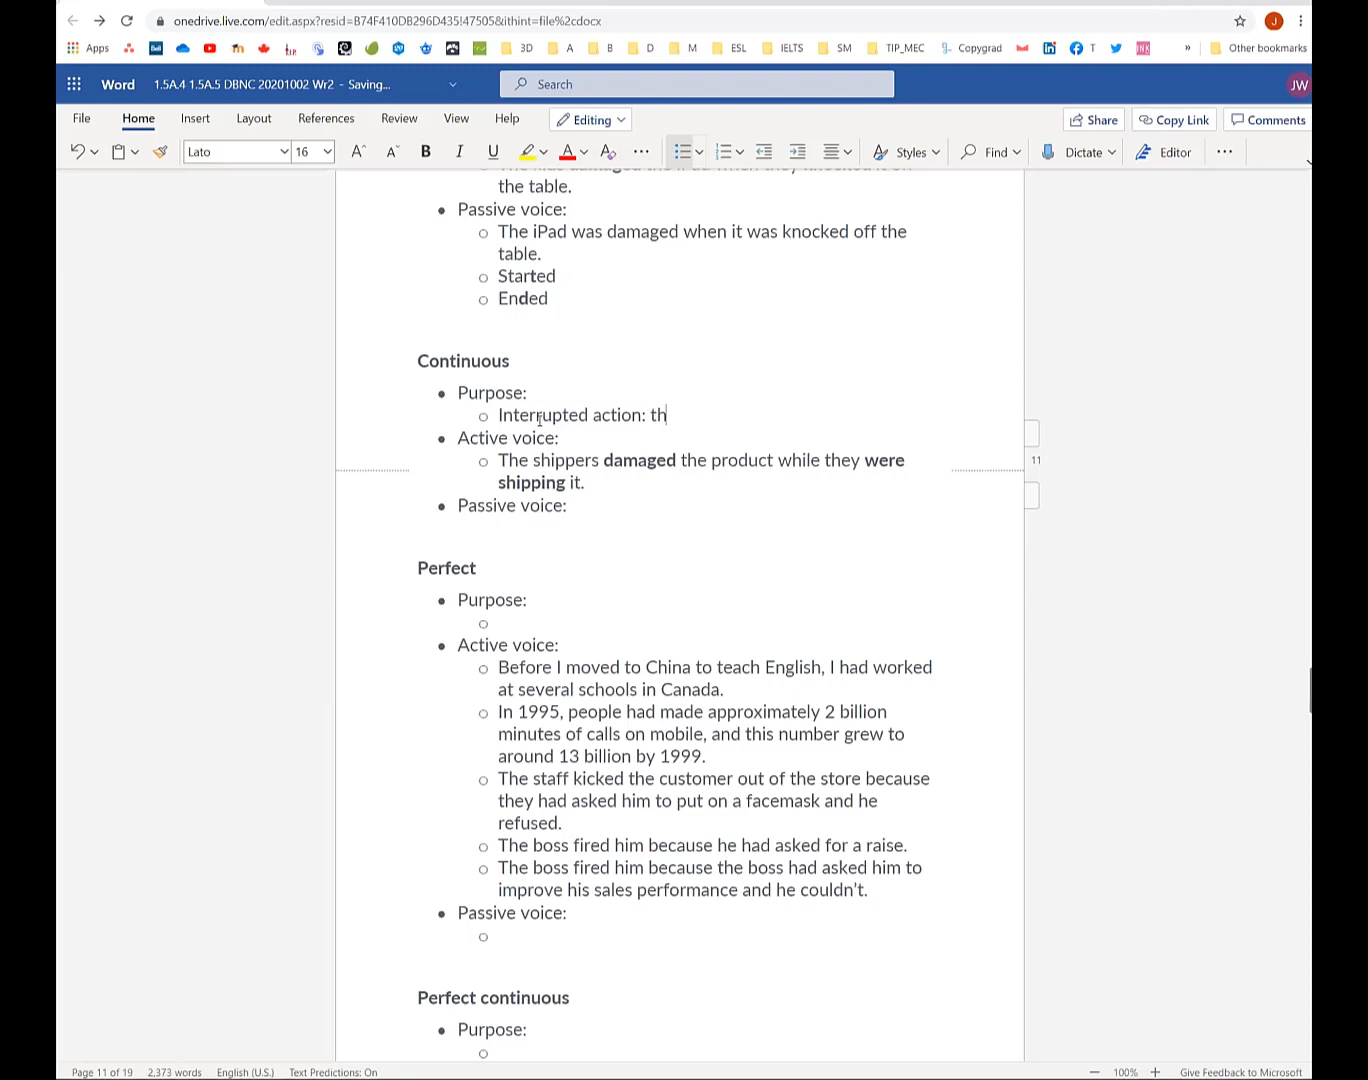 onedrive.live.com/edit.aspx?resid=B74F410DB296D435!47505&ithint=file%2cdocx
J
Apps
3D A B D M ESL IELTS SM TIP_MEC Copygrad T » Other bookmarks
Word 1.5A.4 1.5A.5 DBNC 20201002 Wr2 - Saving... Search JW
File Home Insert Layout References Review View Help Editing Share Copy Link Comments
Lato 16 A A B I U A A ... Styles Find Dictate Editor ...
the table.
Passive voice:
The iPad was damaged when it was knocked off the
table.
Started
Ended
Continuous
Purpose:
Interrupted action: th
Active voice:
The shippers damaged the product while they were
11
shipping it.
Passive voice:
Perfect
Purpose:
Active voice:
Before I moved to China to teach English, I had worked
at several schools in Canada.
In 1995, people had made approximately 2 billion
minutes of calls on mobile, and this number grew to
around 13 billion by 1999.
The staff kicked the customer out of the store because
they had asked him to put on a facemask and he
refused.
The boss fired him because he had asked for a raise.
The boss fired him because the boss had asked him to
improve his sales performance and he couldn't.
Passive voice:
Perfect continuous
Purpose:
Page 11 of 19 2,373 words English (U.S.) Text Predictions: On — 100% + Give Feedback to Microsoft